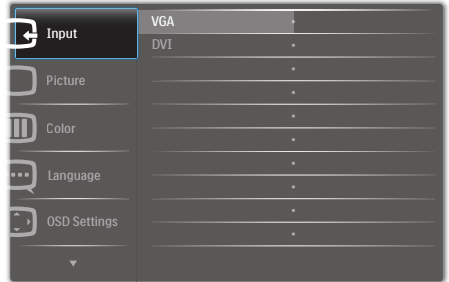 Input
Picture
Color
Language
OSD Settings
VGA
DVI